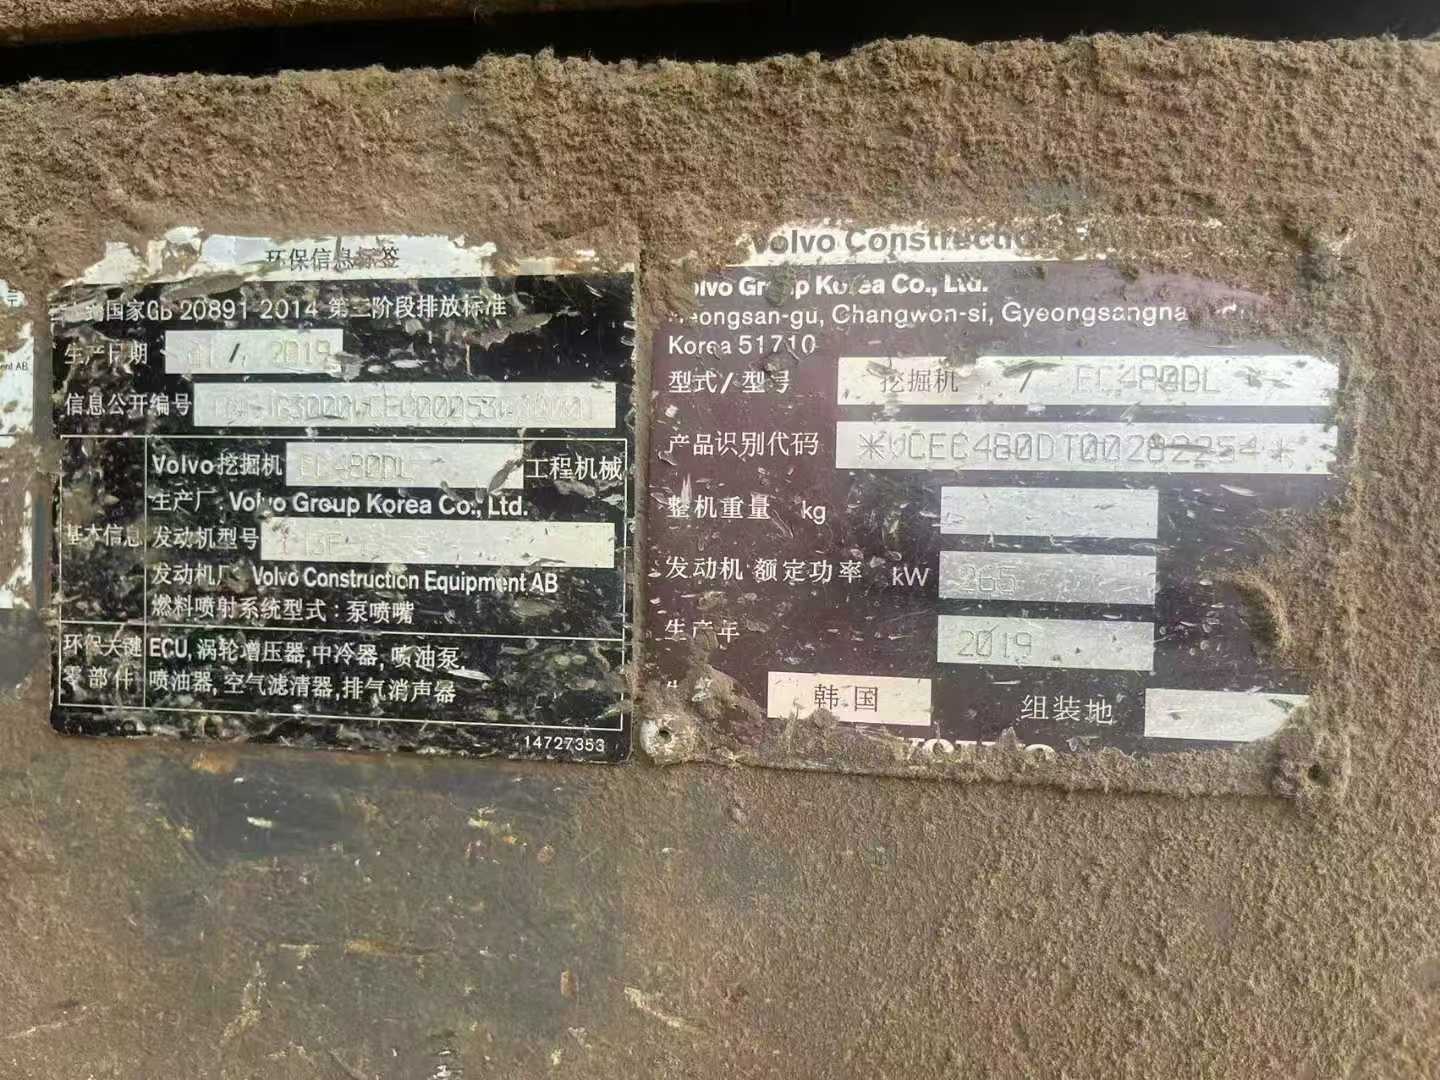 环保信息标签
国家GB 20891-2014 第三阶段排放标准
生产日期 / 2019
信息公开编号
Volvo挖掘机 EC480DL 工程机械
生产厂 Volvo Group Korea Co., Ltd.
基本信息 发动机型号
发动机厂 Volvo Construction Equipment AB
燃料喷射系统型式：泵喷嘴
环保关键 ECU, 涡轮增压器, 中冷器, 喷油泵,
零部件 喷油器, 空气滤清器, 排气消声器
14727353
Volvo Construction
Volvo Group Korea Co., Ltd.
Changwon-si,
Korea 51710
型式/型号 挖掘机 / EC480DL
产品识别代码 *VCEC480DT00282254*
整机重量 kg
发动机额定功率 kW 265
生产年 2019
韩国 组装地
ent AB